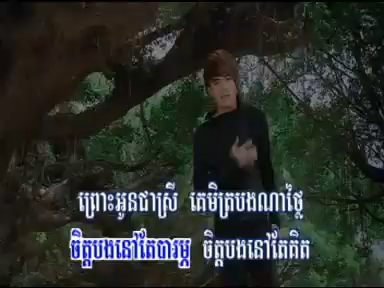 ព្រោះអូនជាស្រី គេមិត្របងណាថ្លៃ
ចិត្តបងនៅតែបារម្ភ ចិត្តបងនៅតែគិត